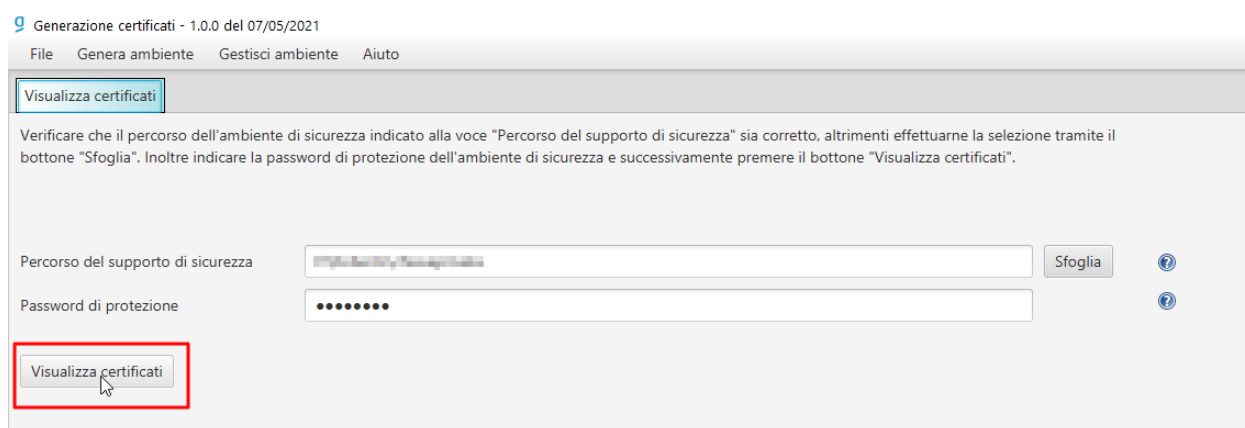 Generazione certificati - 1.0.0 del 07/05/2021
File Genera ambiente Gestisci ambiente Aiuto
Visualizza certificati
Verificare che il percorso dell'ambiente di sicurezza indicato alla voce "Percorso del supporto di sicurezza" sia corretto, altrimenti effettuarne la selezione tramite il
bottone "Sfoglia". Inoltre indicare la password di protezione dell'ambiente di sicurezza e successivamente premere il bottone "Visualizza certificati".
Percorso del supporto di sicurezza Sfoglia ?
Password di protezione ●●●●●●●● ?
Visualizza certificati